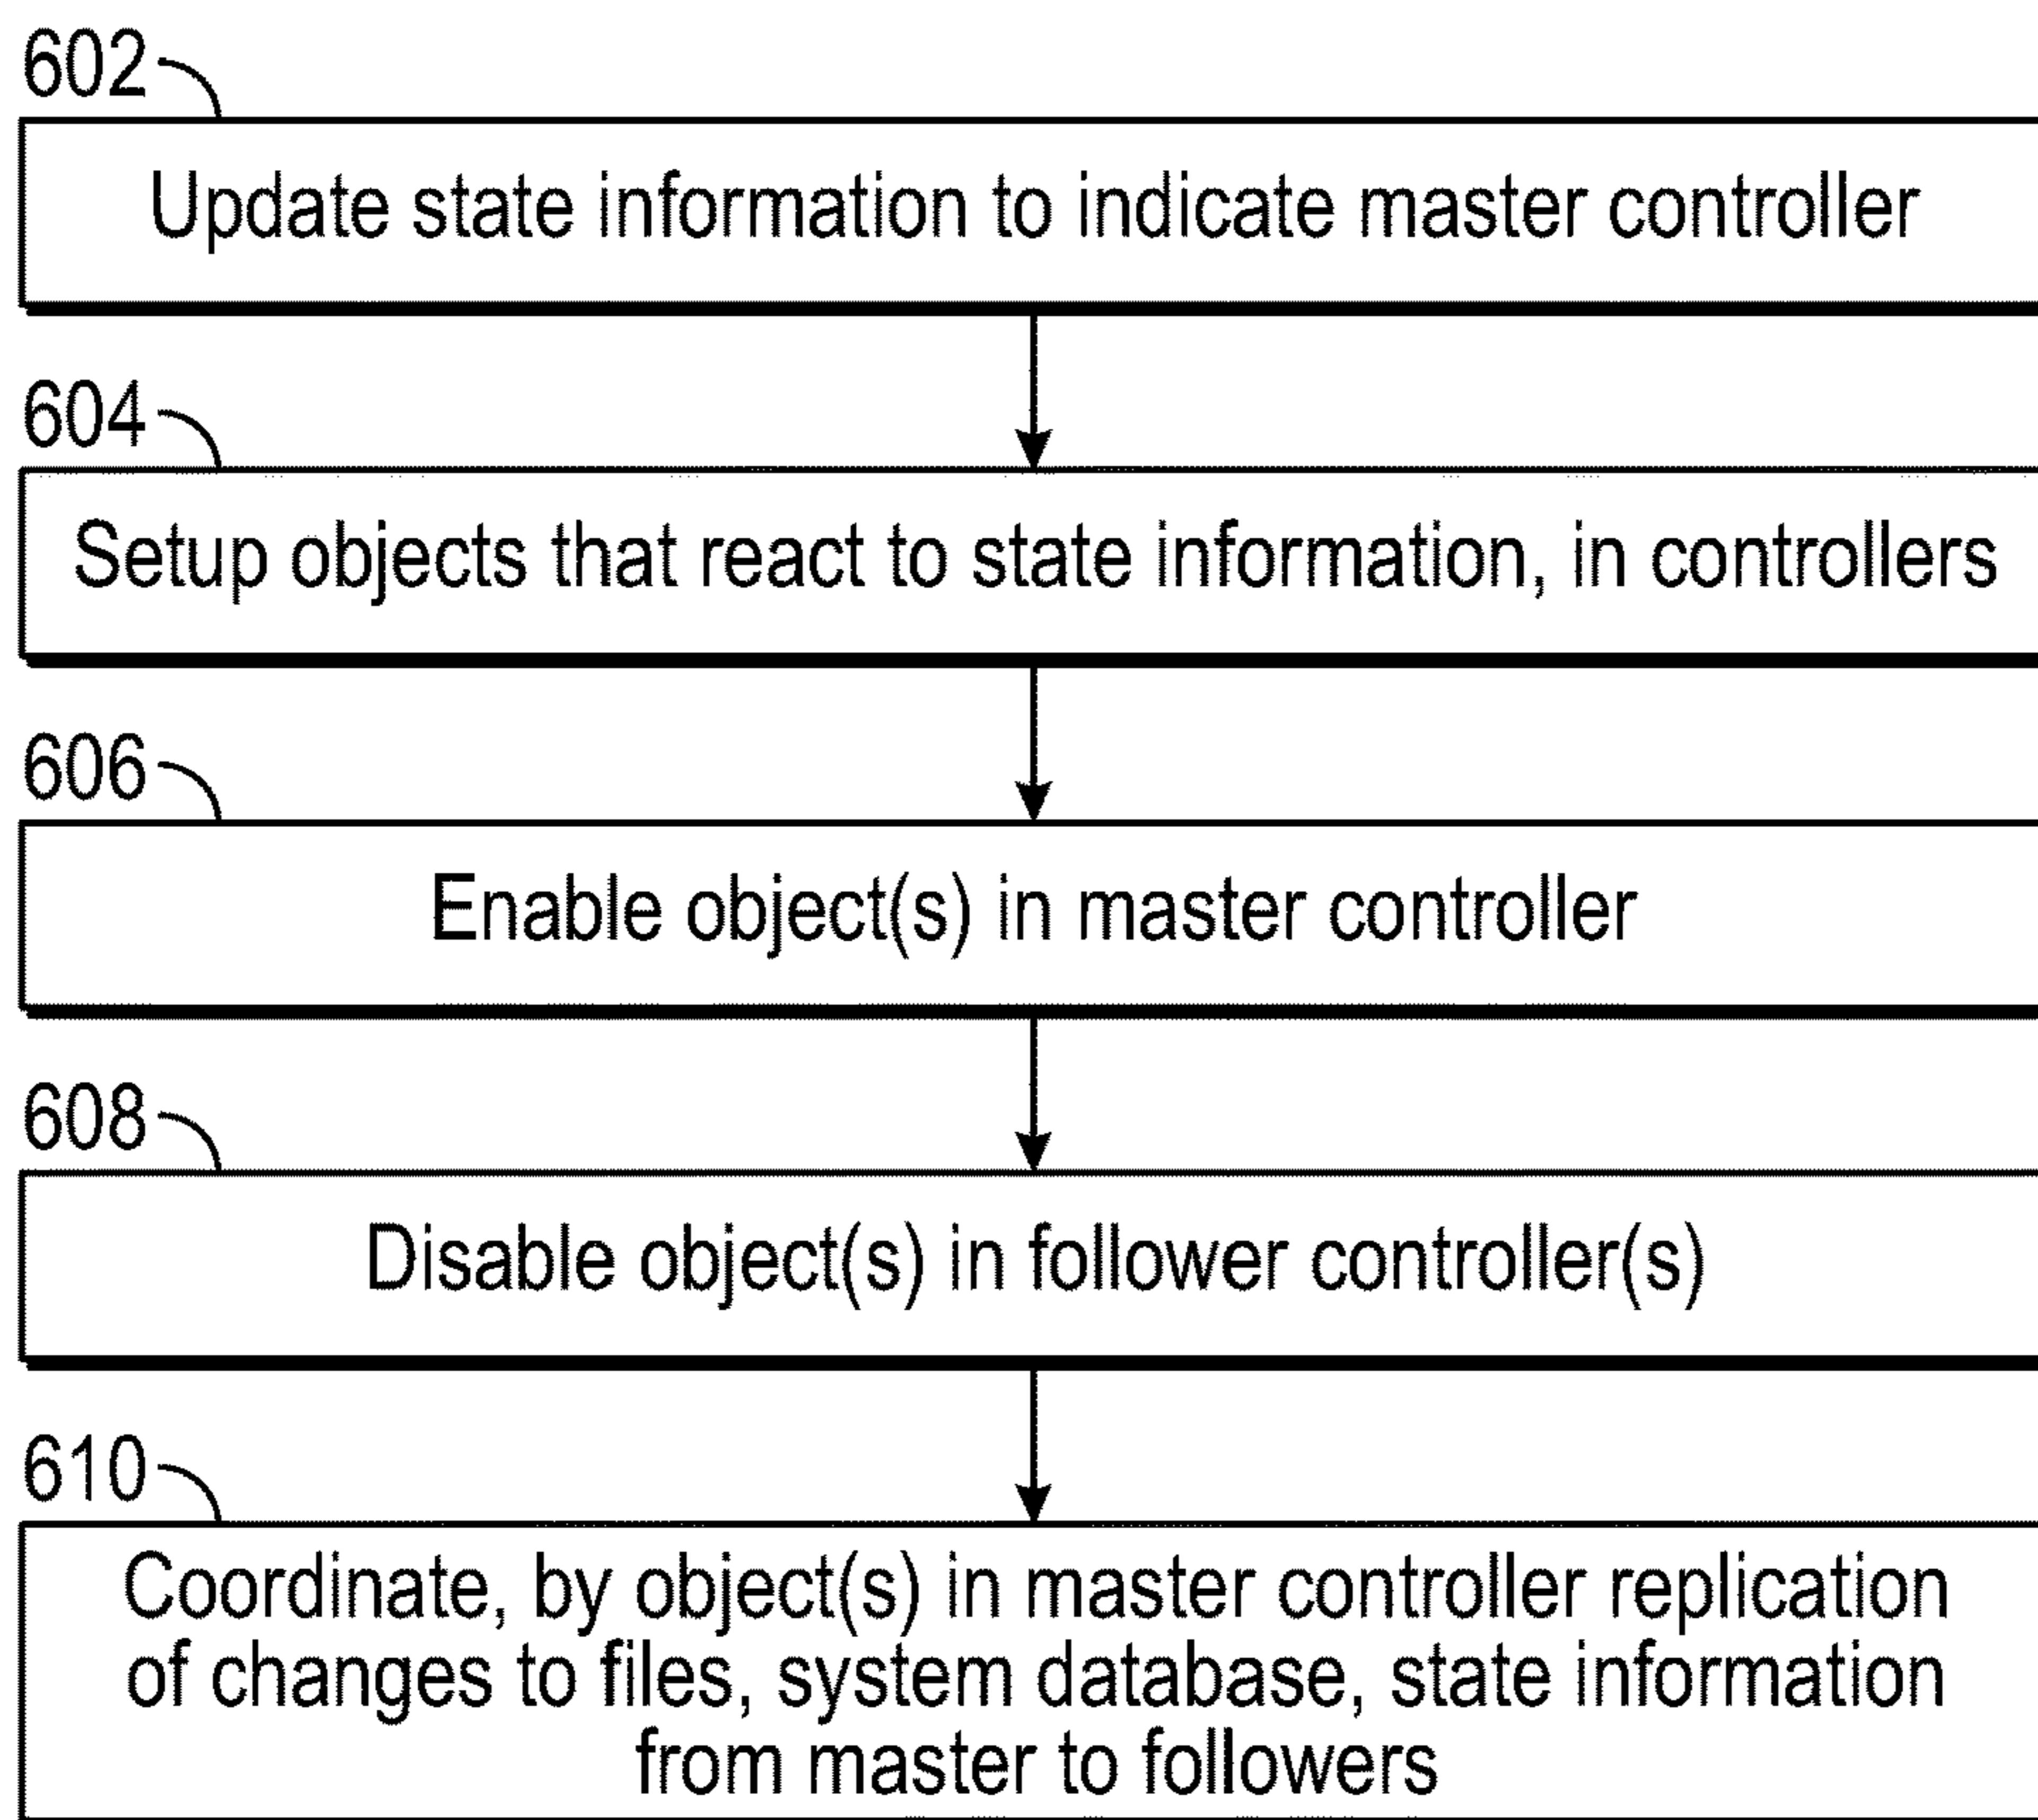 602
Update state information to indicate master controller
604
Setup objects that react to state information, in controllers
606
Enable object(s) in master controller
608
Disable object(s) in follower controller(s)
610
Coordinate, by object(s) in master controller replication
of changes to files, system database, state information
from master to followers